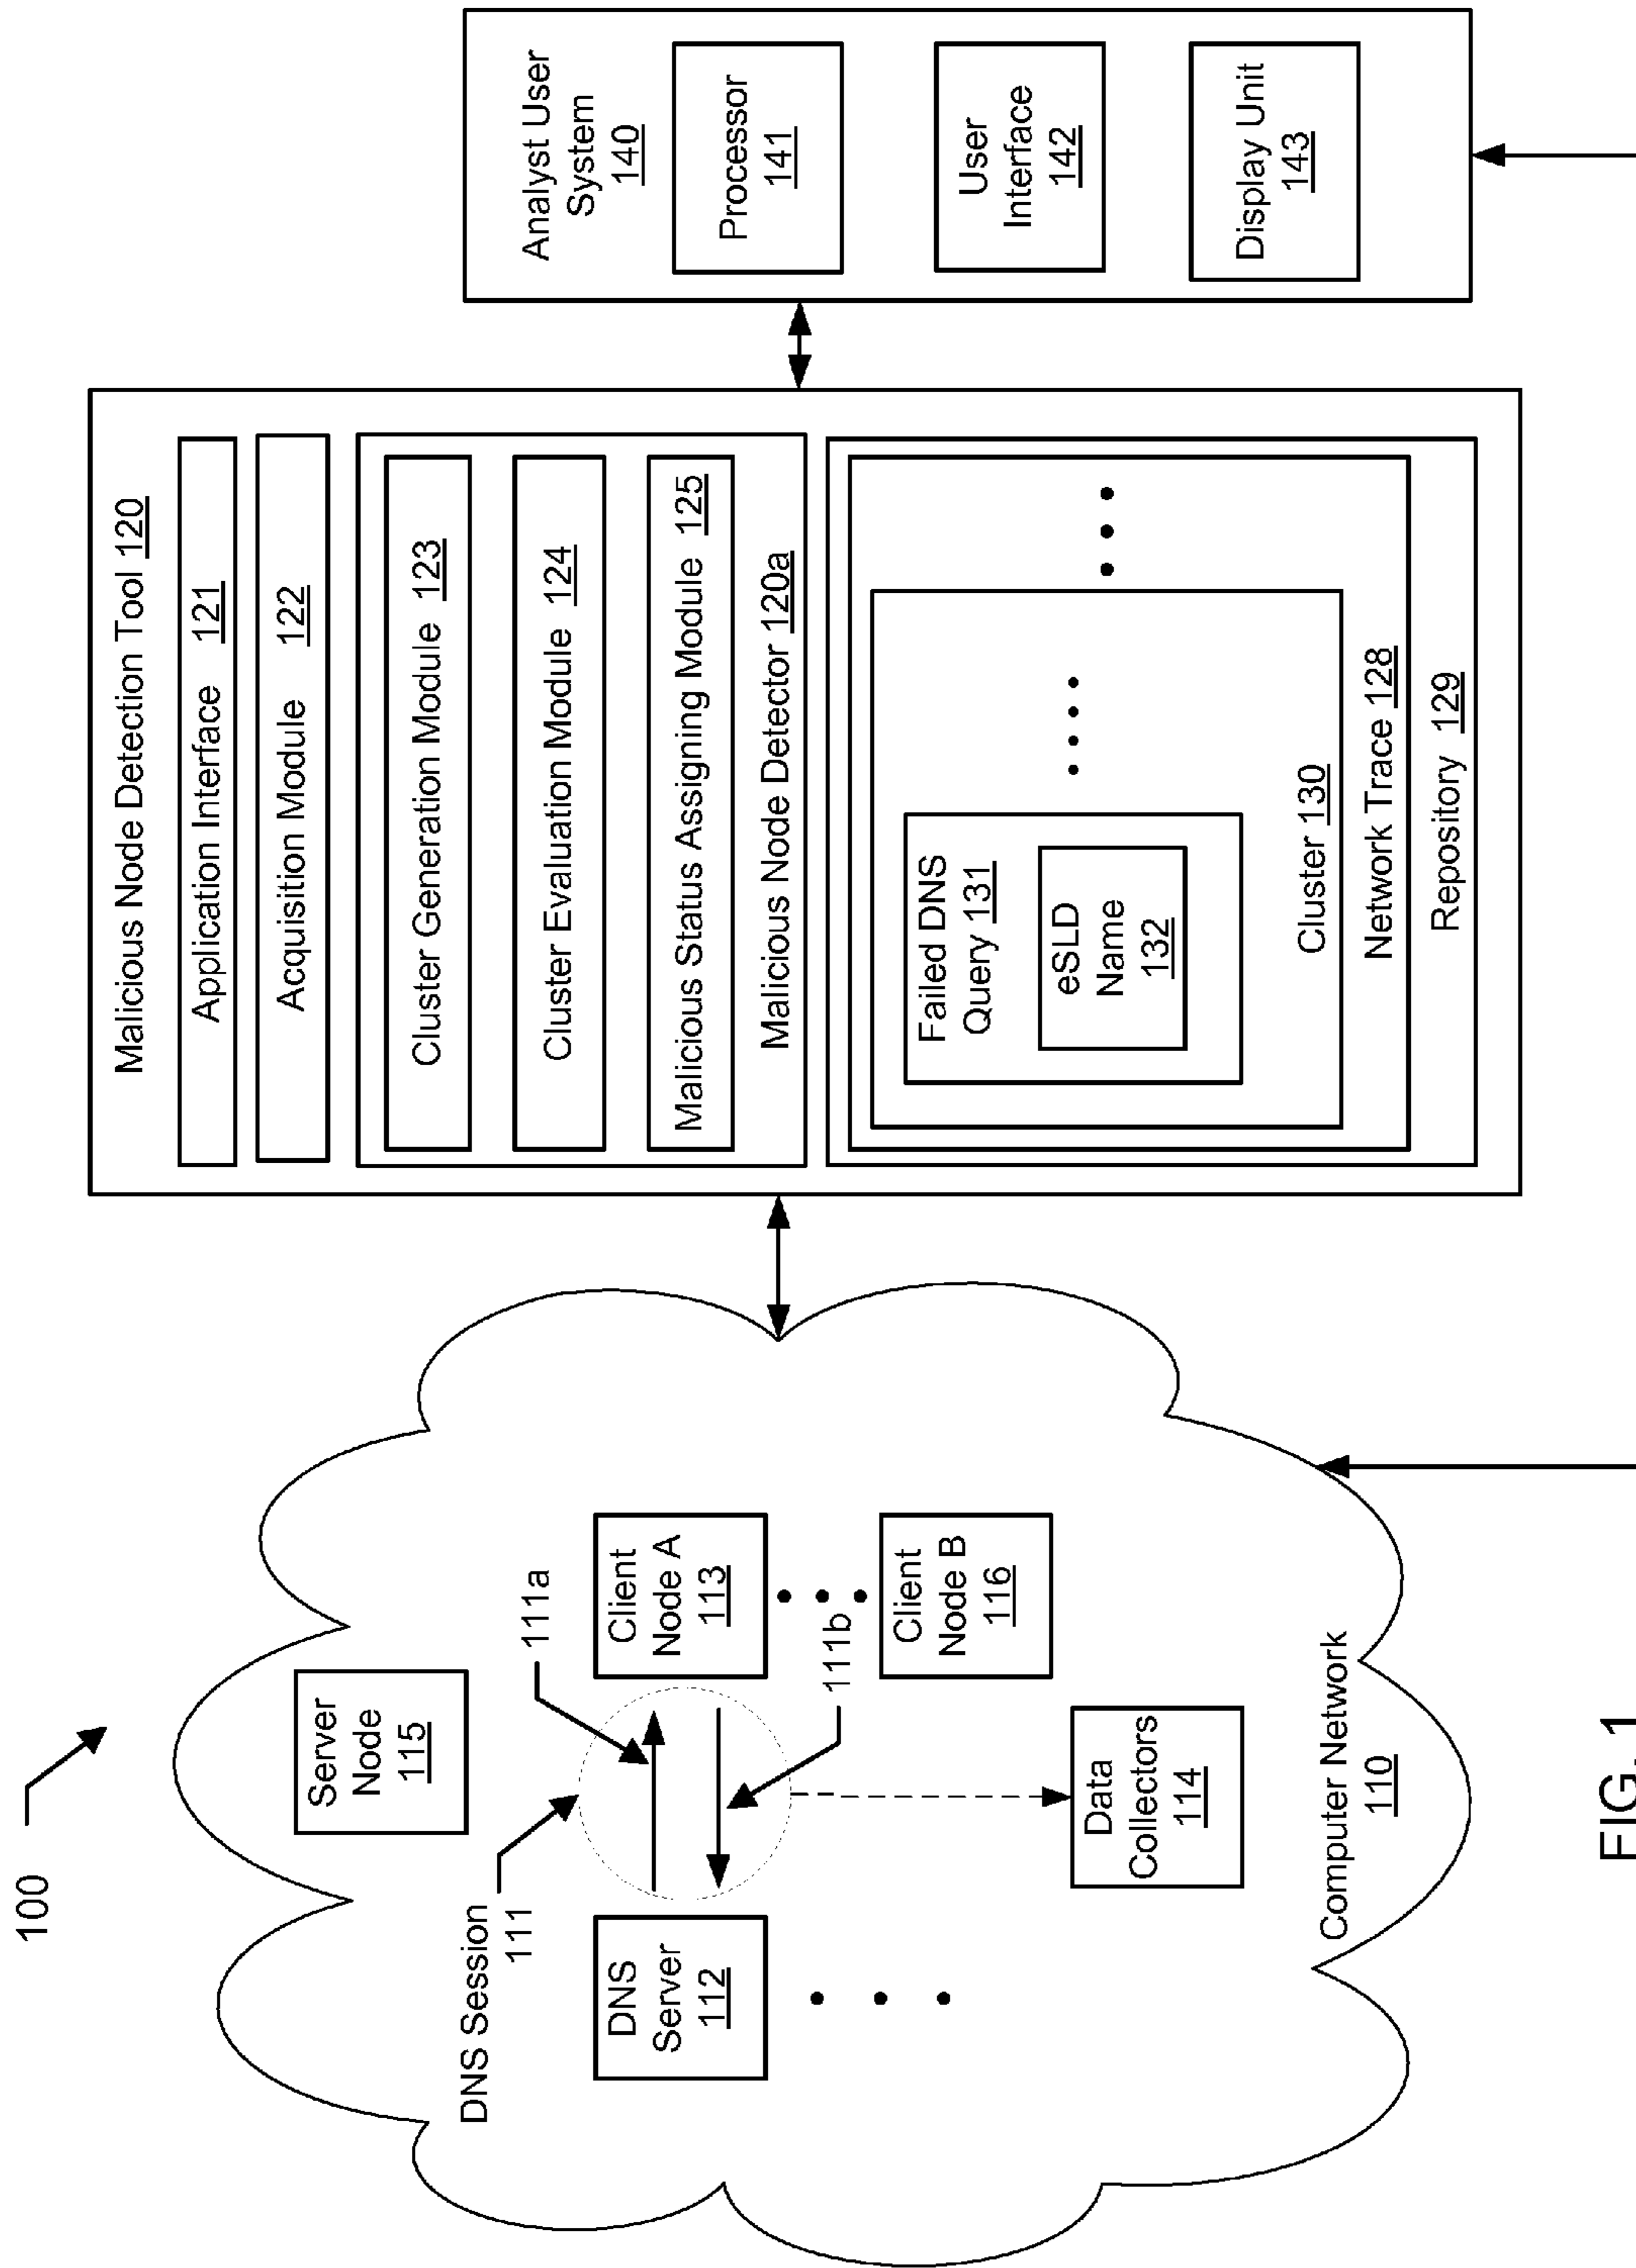 100
DNS Session
111
DNS
Server
112
Server
Node
115
111a
Client
Node A
113
111b
Client
Node B
116
Data
Collectors
114
Computer Network
110
Malicious Node Detection Tool 120
Application Interface 121
Acquisition Module 122
Cluster Generation Module 123
Cluster Evaluation Module 124
Malicious Status Assigning Module 125
Malicious Node Detector 120a
Failed DNS
Query 131
eSLD
Name
132
Cluster 130
Network Trace 128
Repository 129
Analyst User
System
140
Processor
141
User
Interface
142
Display Unit
143
FIG. 1